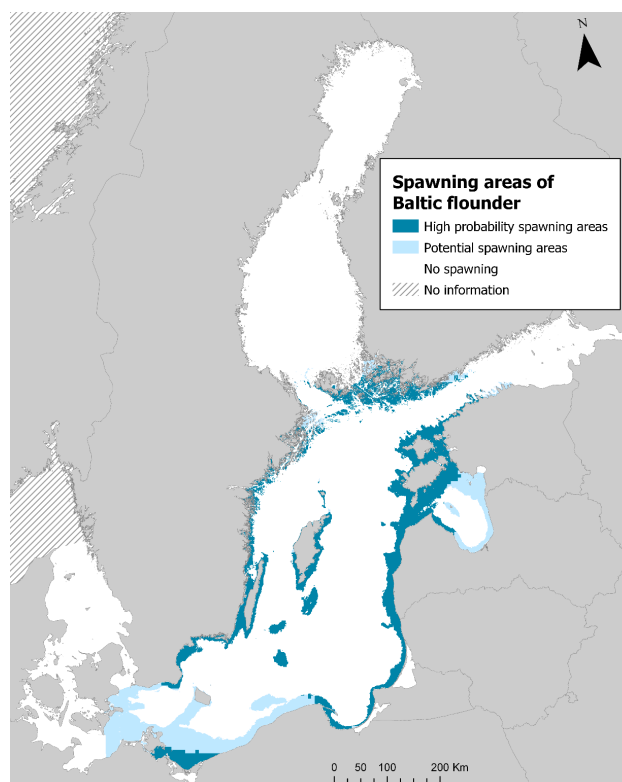 N
Spawning areas of
Baltic flounder
High probability spawning areas
Potential spawning areas
No spawning
No information
0 50 100 200 Km